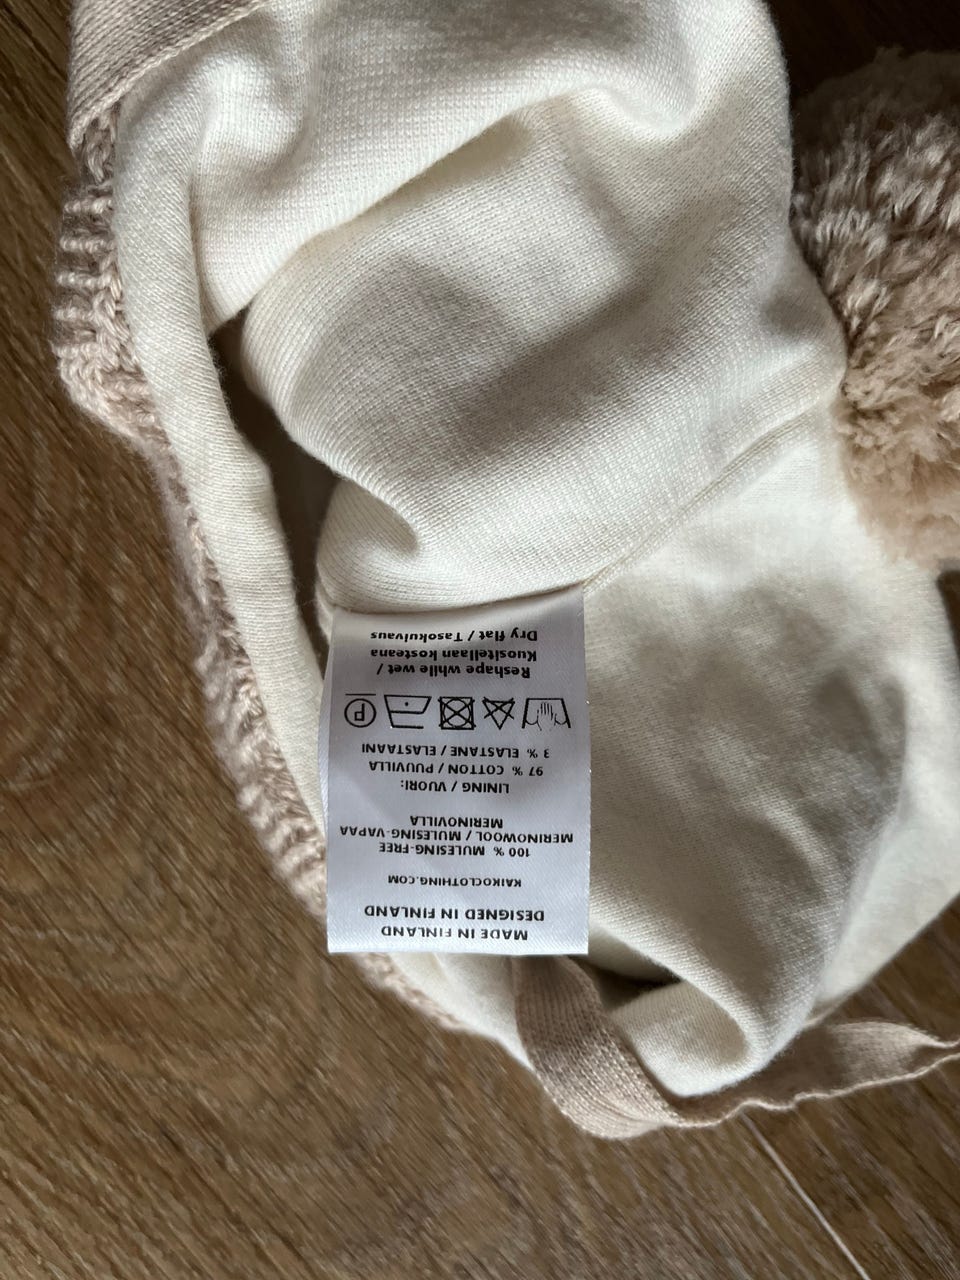 MADE IN FINLAND
DESIGNED IN FINLAND
KAIKOCLOTHING.COM
100 % MULESING-FREE
MERINOWOOL / MULESING-VAPAA
MERINOVILLA
LINING / VUORI:
97 % COTTON / PUUVILLA
3 % ELASTANE / ELASTAANI
P
Reshape while wet /
Kuositellaan kosteana
Dry flat / Tasokuivaus